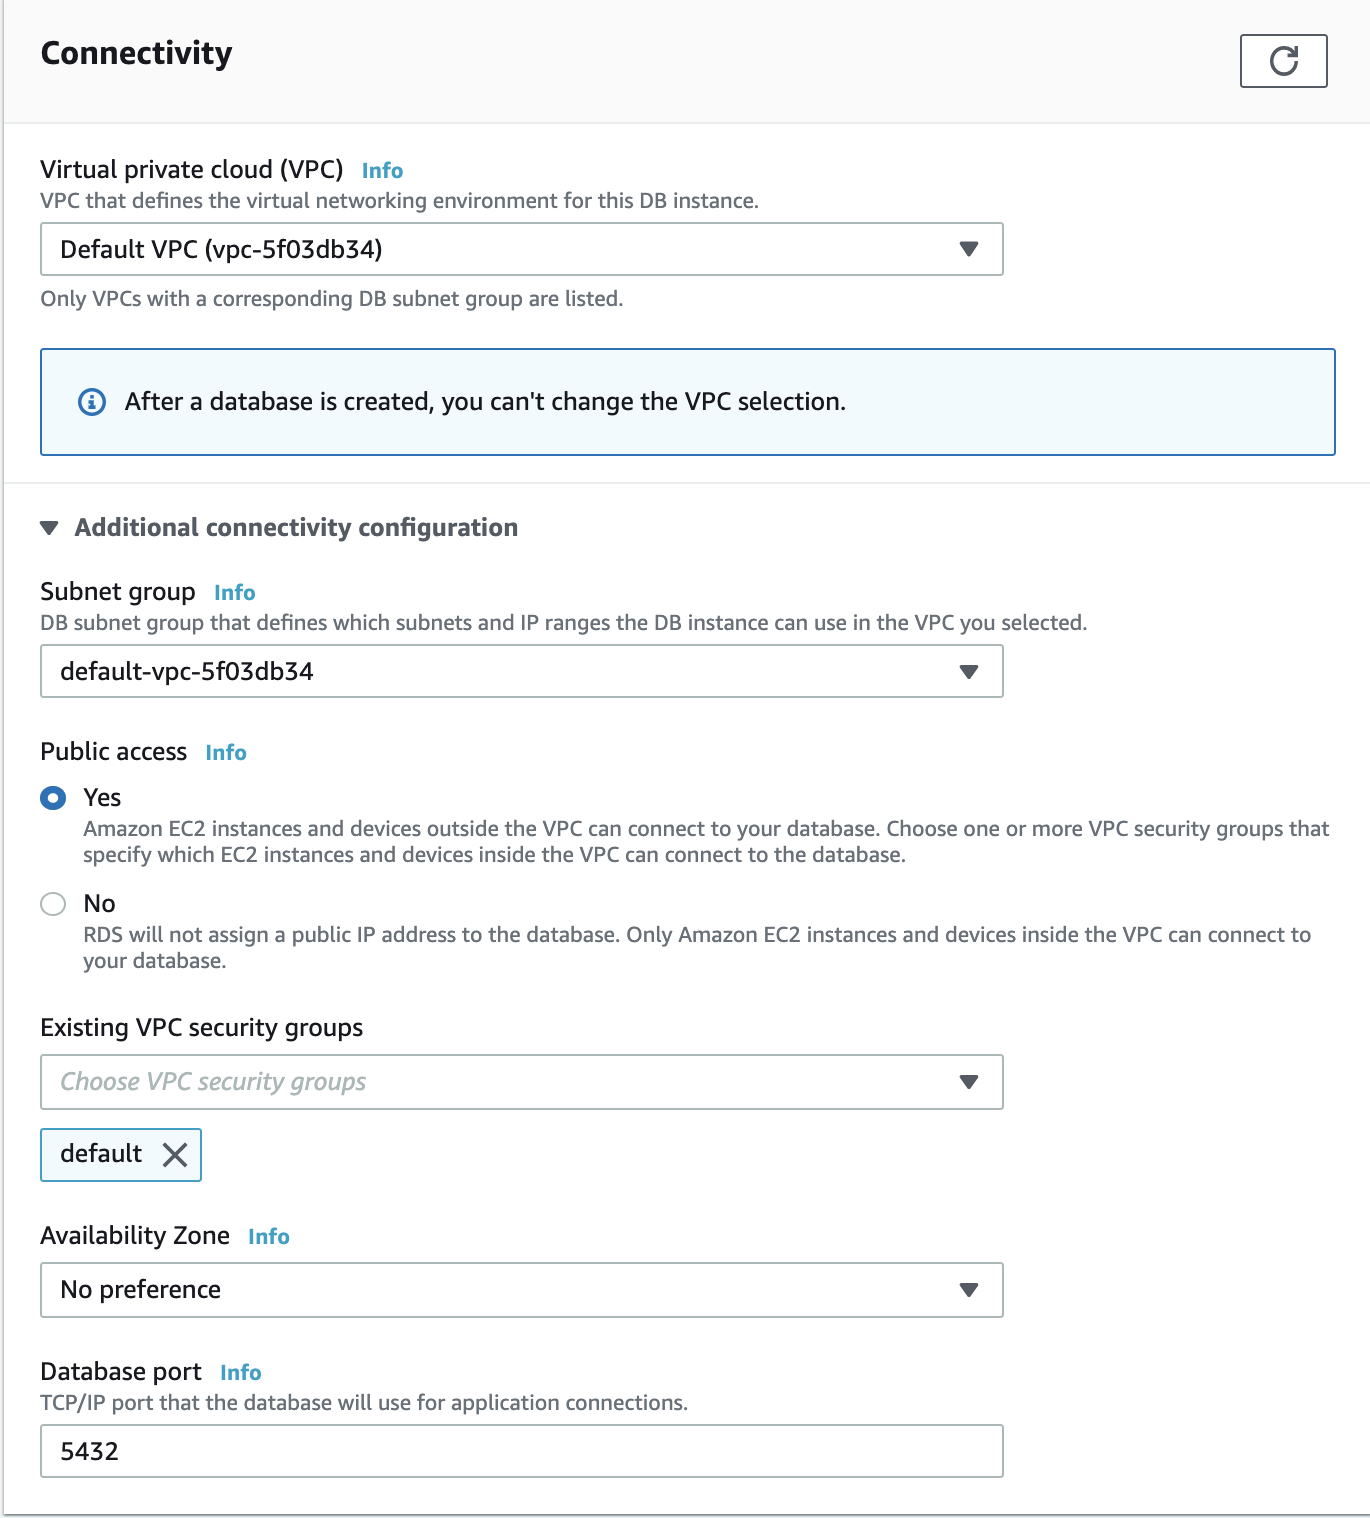 Connectivity
Virtual private cloud (VPC) Info
VPC that defines the virtual networking environment for this DB instance.
Default VPC (vpc-5f03db34)
Only VPCs with a corresponding DB subnet group are listed.
After a database is created, you can't change the VPC selection.
Additional connectivity configuration
Subnet group Info
DB subnet group that defines which subnets and IP ranges the DB instance can use in the VPC you selected.
default-vpc-5f03db34
Public access Info
Yes
Amazon EC2 instances and devices outside the VPC can connect to your database. Choose one or more VPC security groups that
specify which EC2 instances and devices inside the VPC can connect to the database.
No
RDS will not assign a public IP address to the database. Only Amazon EC2 instances and devices inside the VPC can connect to
your database.
Existing VPC security groups
Choose VPC security groups
default
Availability Zone Info
No preference
Database port Info
TCP/IP port that the database will use for application connections.
5432